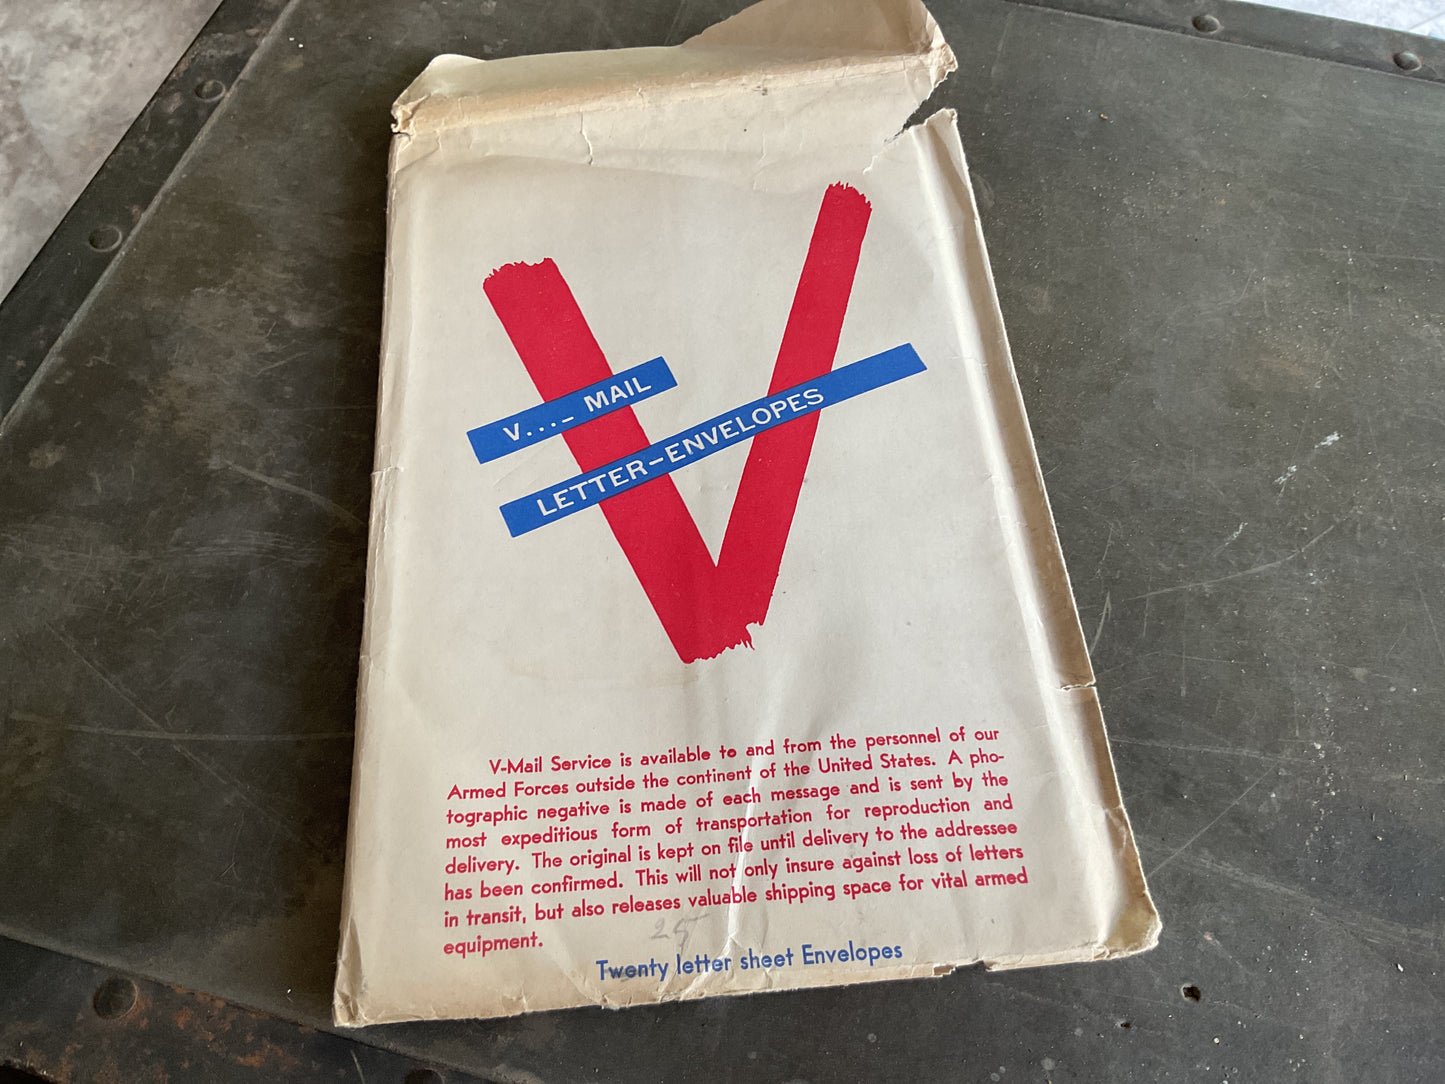 V...– MAIL
LETTER–ENVELOPES
V-Mail Service is available to and from the personnel of our
Armed Forces outside the continent of the United States. A pho-
tographic negative is made of each message and is sent by the
most expeditious form of transportation for reproduction and
delivery. The original is kept on file until delivery to the addressee
has been confirmed. This will not only insure against loss of letters
in transit, but also releases valuable shipping space for vital armed
equipment.
25
Twenty letter sheet Envelopes